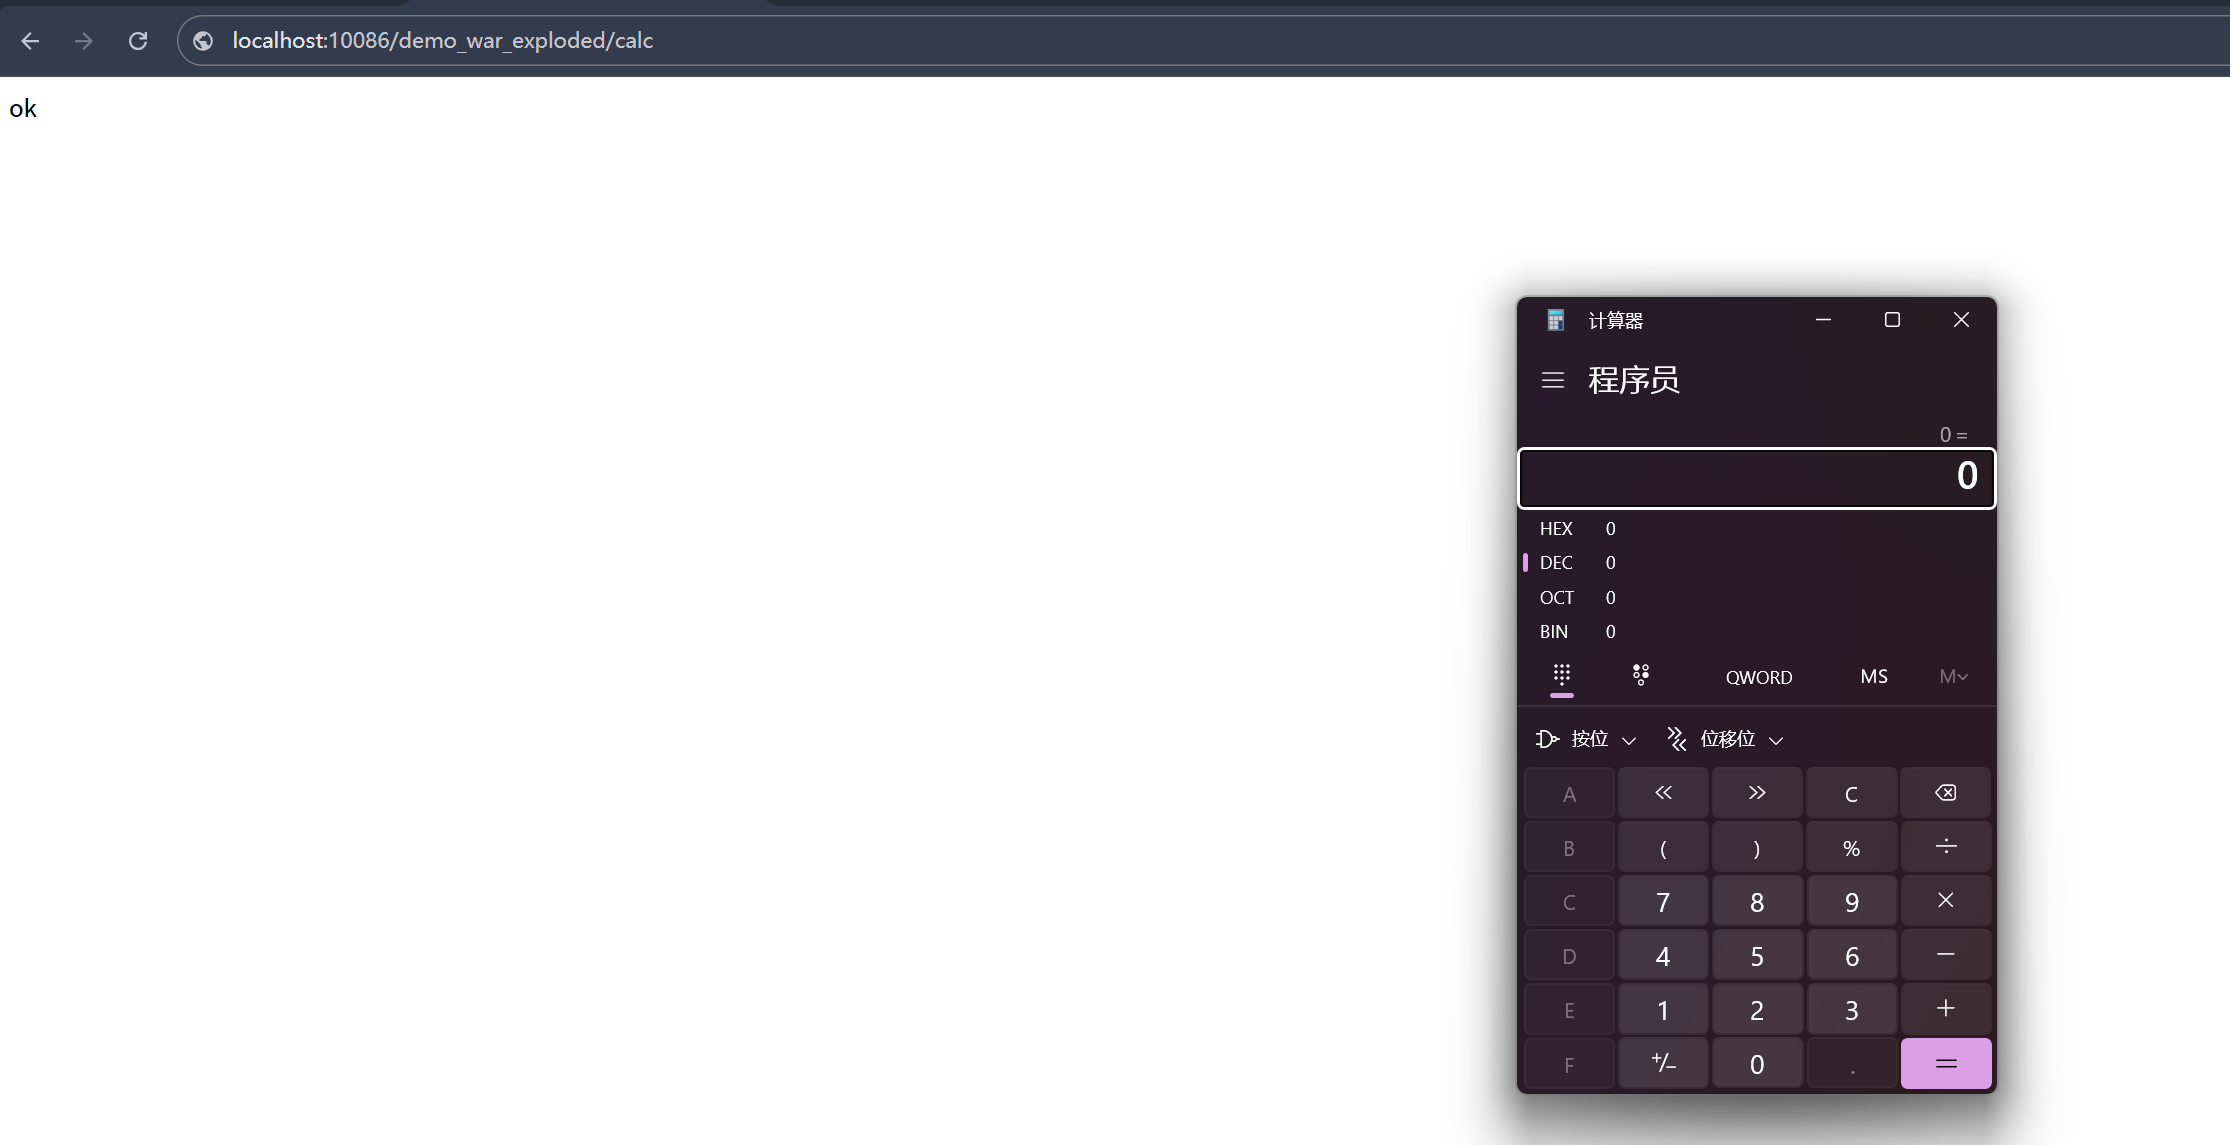 localhost:10086/demo_war_exploded/calc
ok
计算器
程序员
0 =
0
HEX 0
DEC 0
OCT 0
BIN 0
QWORD MS M
按位 位移位
A « » C
B ( ) % ÷
C 7 8 9 ×
D 4 5 6 −
E 1 2 3 +
F +/− 0 . =